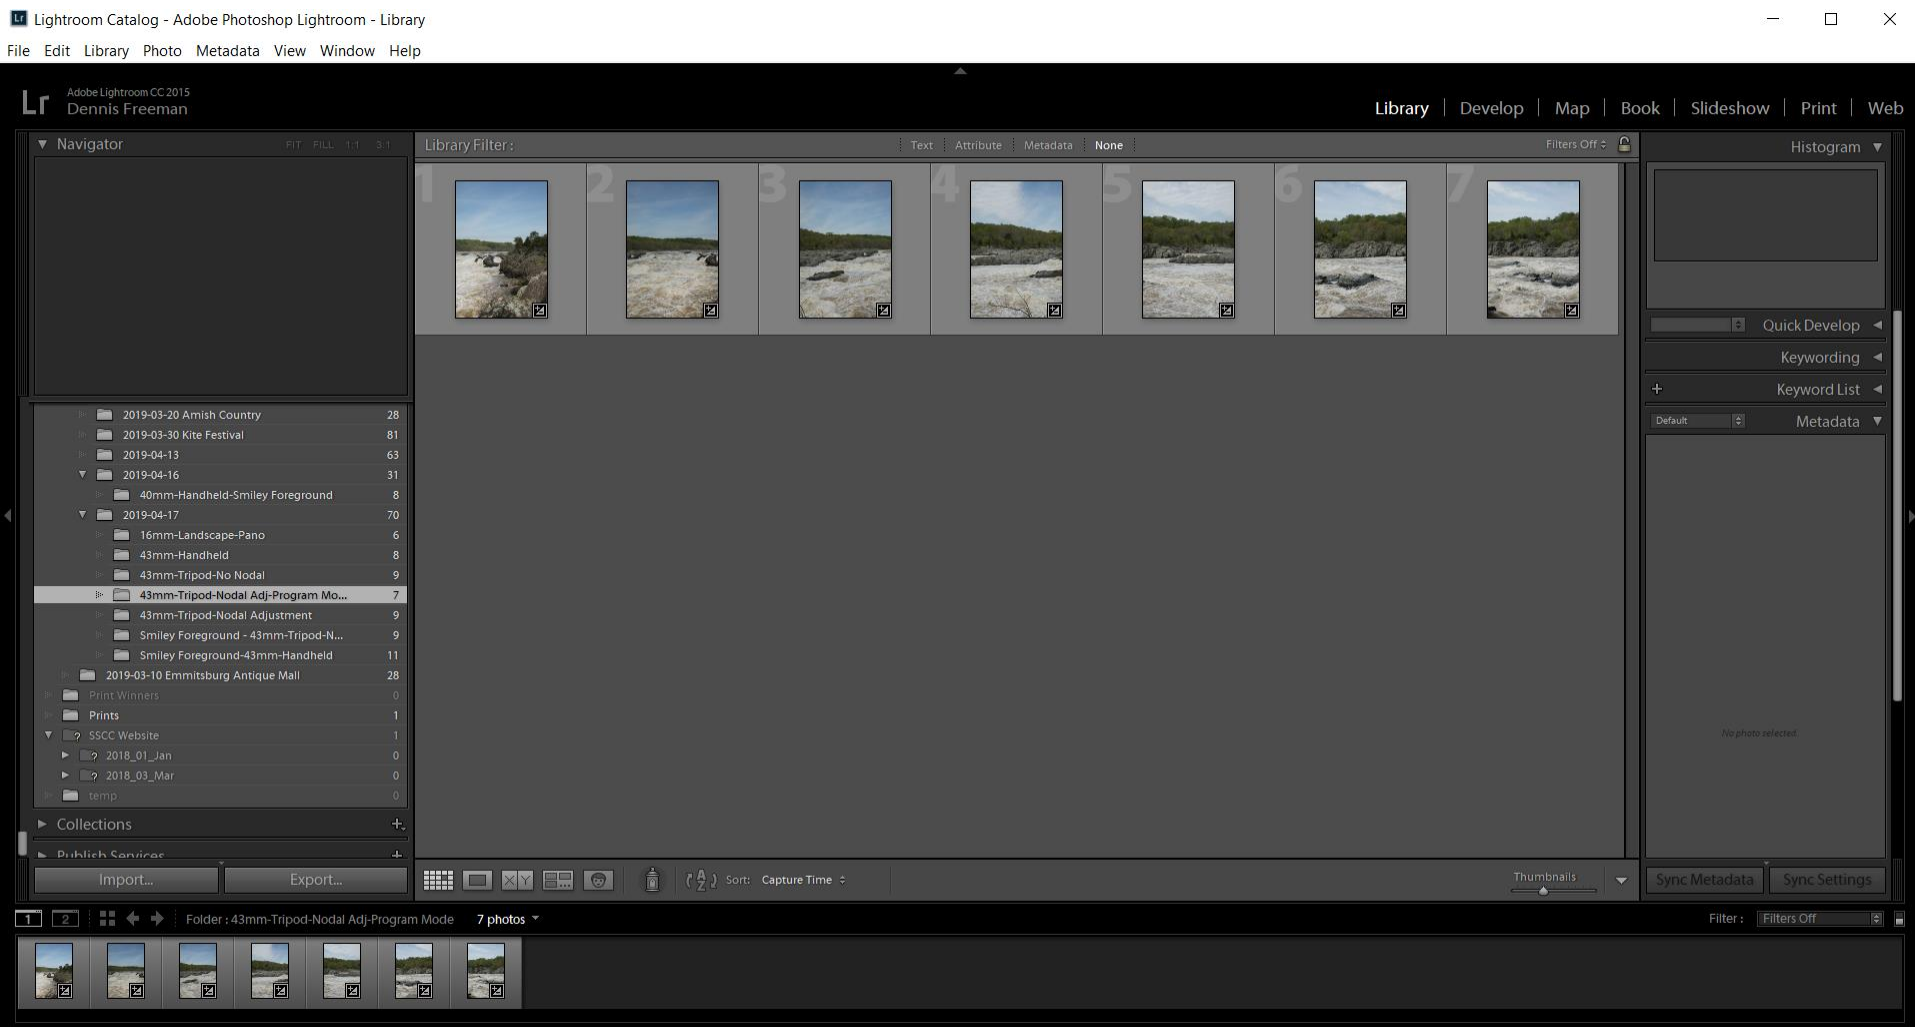 Lr Lightroom Catalog - Adobe Photoshop Lightroom - Library
File Edit Library Photo Metadata View Window Help
Lr
Adobe Lightroom CC 2015
Dennis Freeman
Library Develop Map Book Slideshow Print Web
Navigator FIT FILL 1:1 3:1
Library Filter : Text Attribute Metadata None Filters Off
Histogram
1 2 3 4 5 6 7
Quick Develop
Keywording
Keyword List
Default Metadata
No photo selected.
2019-03-20 Amish Country 28
2019-03-30 Kite Festival 81
2019-04-13 63
2019-04-16 31
40mm-Handheld-Smiley Foreground 8
2019-04-17 70
16mm-Landscape-Pano 6
43mm-Handheld 8
43mm-Tripod-No Nodal 9
43mm-Tripod-Nodal Adj-Program Mo... 7
43mm-Tripod-Nodal Adjustment 9
Smiley Foreground - 43mm-Tripod-N... 9
Smiley Foreground-43mm-Handheld 11
2019-03-10 Emmitsburg Antique Mall 28
Print Winners 0
Prints 1
? SSCC Website 1
? 2018_01_Jan 0
? 2018_03_Mar 0
temp 0
Collections
Publish Services
Import... Export...
X Y
A Z Sort: Capture Time
Thumbnails
Sync Metadata Sync Settings
1 2 Folder : 43mm-Tripod-Nodal Adj-Program Mode 7 photos
Filter : Filters Off